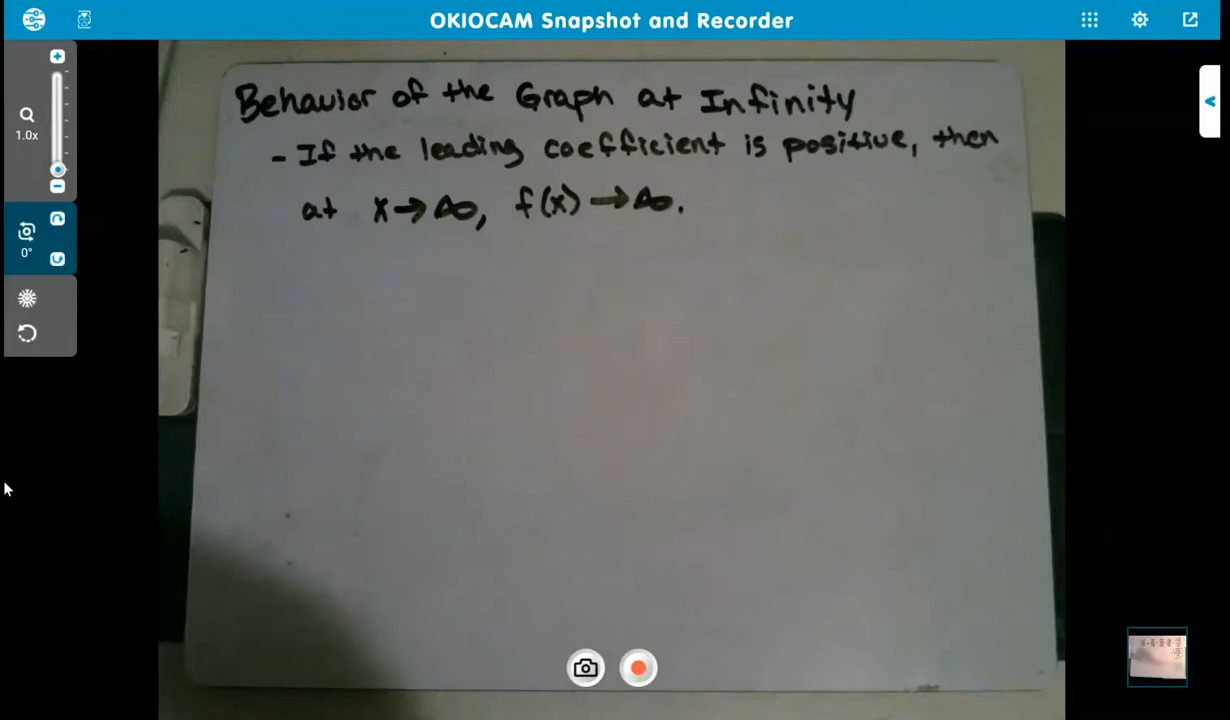 OKIOCAM Snapshot and Recorder
1.0x
0°
Behavior of the Graph at Infinity
- If the leading coefficient is positive, then
at x→∞, f(x)→∞.